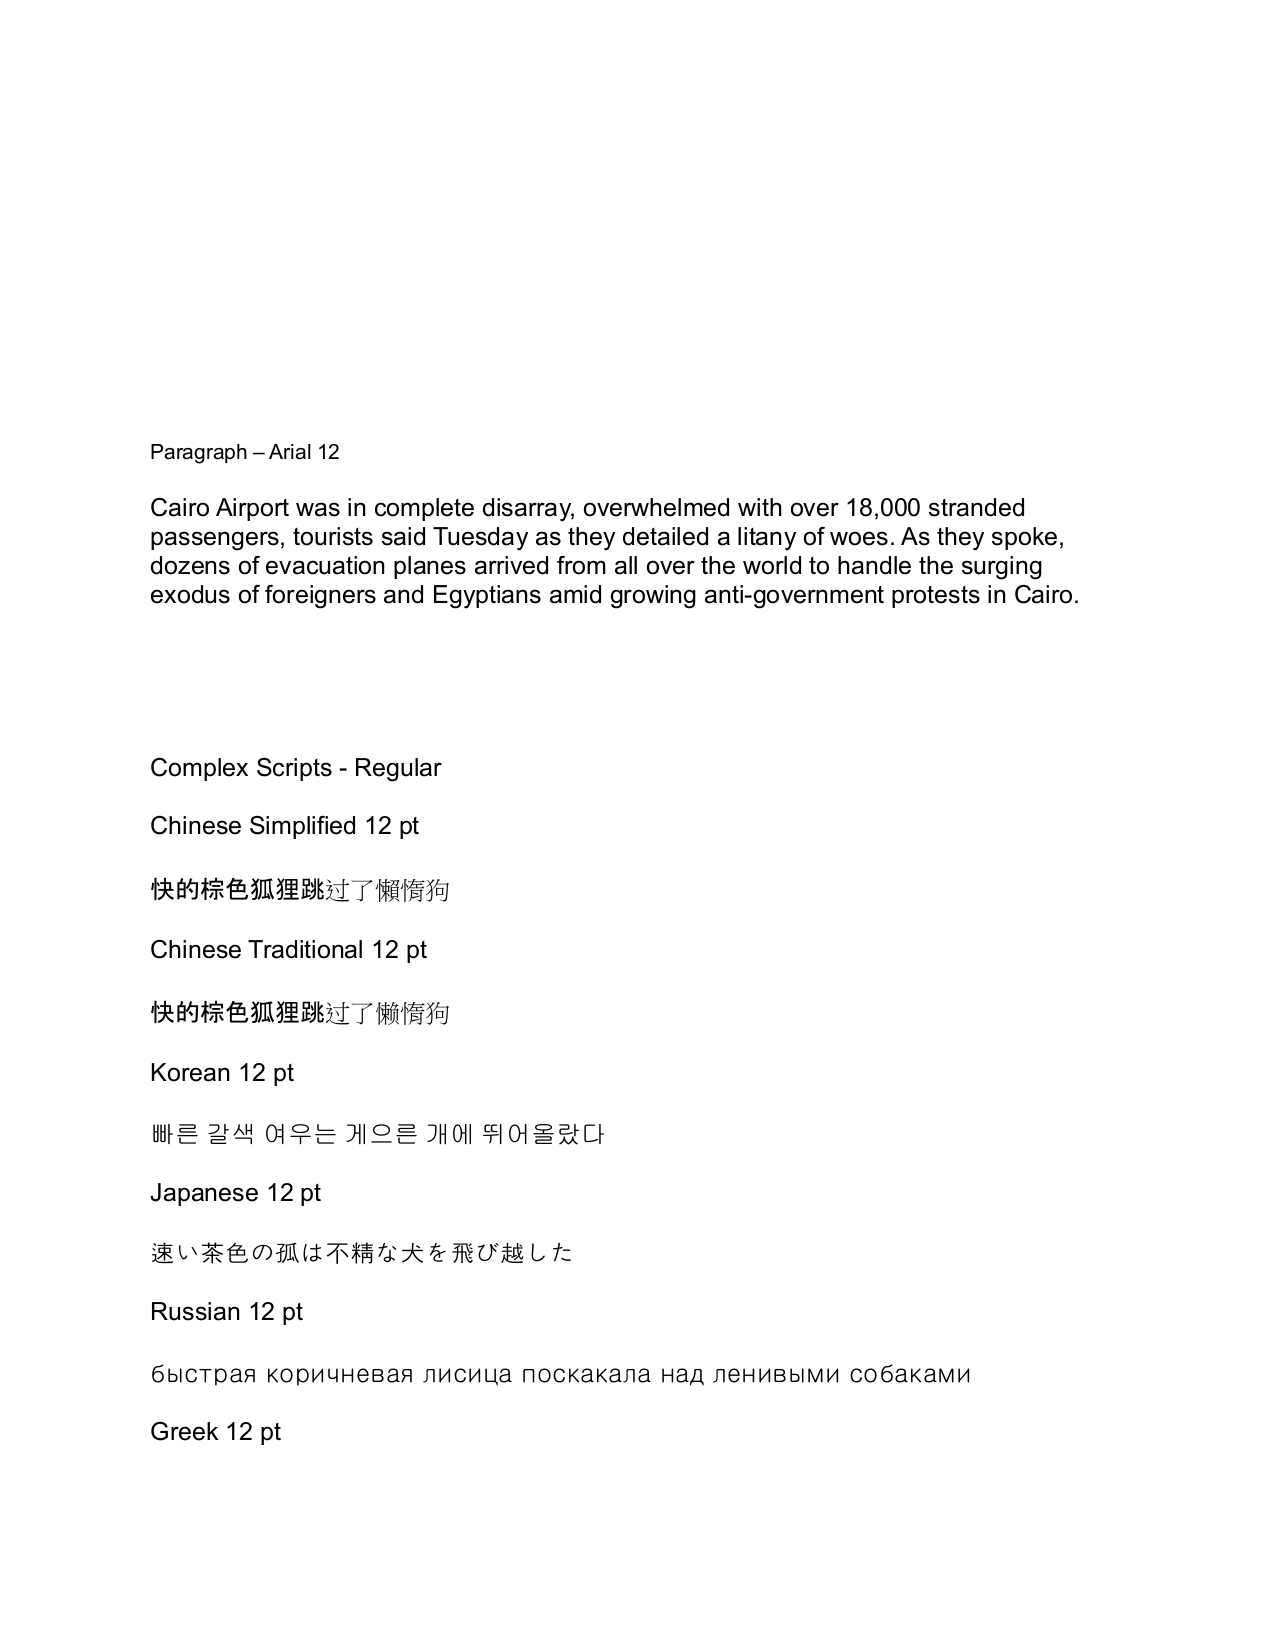 Paragraph – Arial 12
Cairo Airport was in complete disarray, overwhelmed with over 18,000 stranded
passengers, tourists said Tuesday as they detailed a litany of woes. As they spoke,
dozens of evacuation planes arrived from all over the world to handle the surging
exodus of foreigners and Egyptians amid growing anti-government protests in Cairo.
Complex Scripts - Regular
Chinese Simplified 12 pt
快的棕色狐狸跳过了懶惰狗
Chinese Traditional 12 pt
快的棕色狐狸跳过了懒惰狗
Korean 12 pt
빠른 갈색 여우는 게으른 개에 뛰어올랐다
Japanese 12 pt
速い茶色の孤は不精な犬を飛び越した
Russian 12 pt
быстрая коричневая лисица поскакала над ленивыми собаками
Greek 12 pt